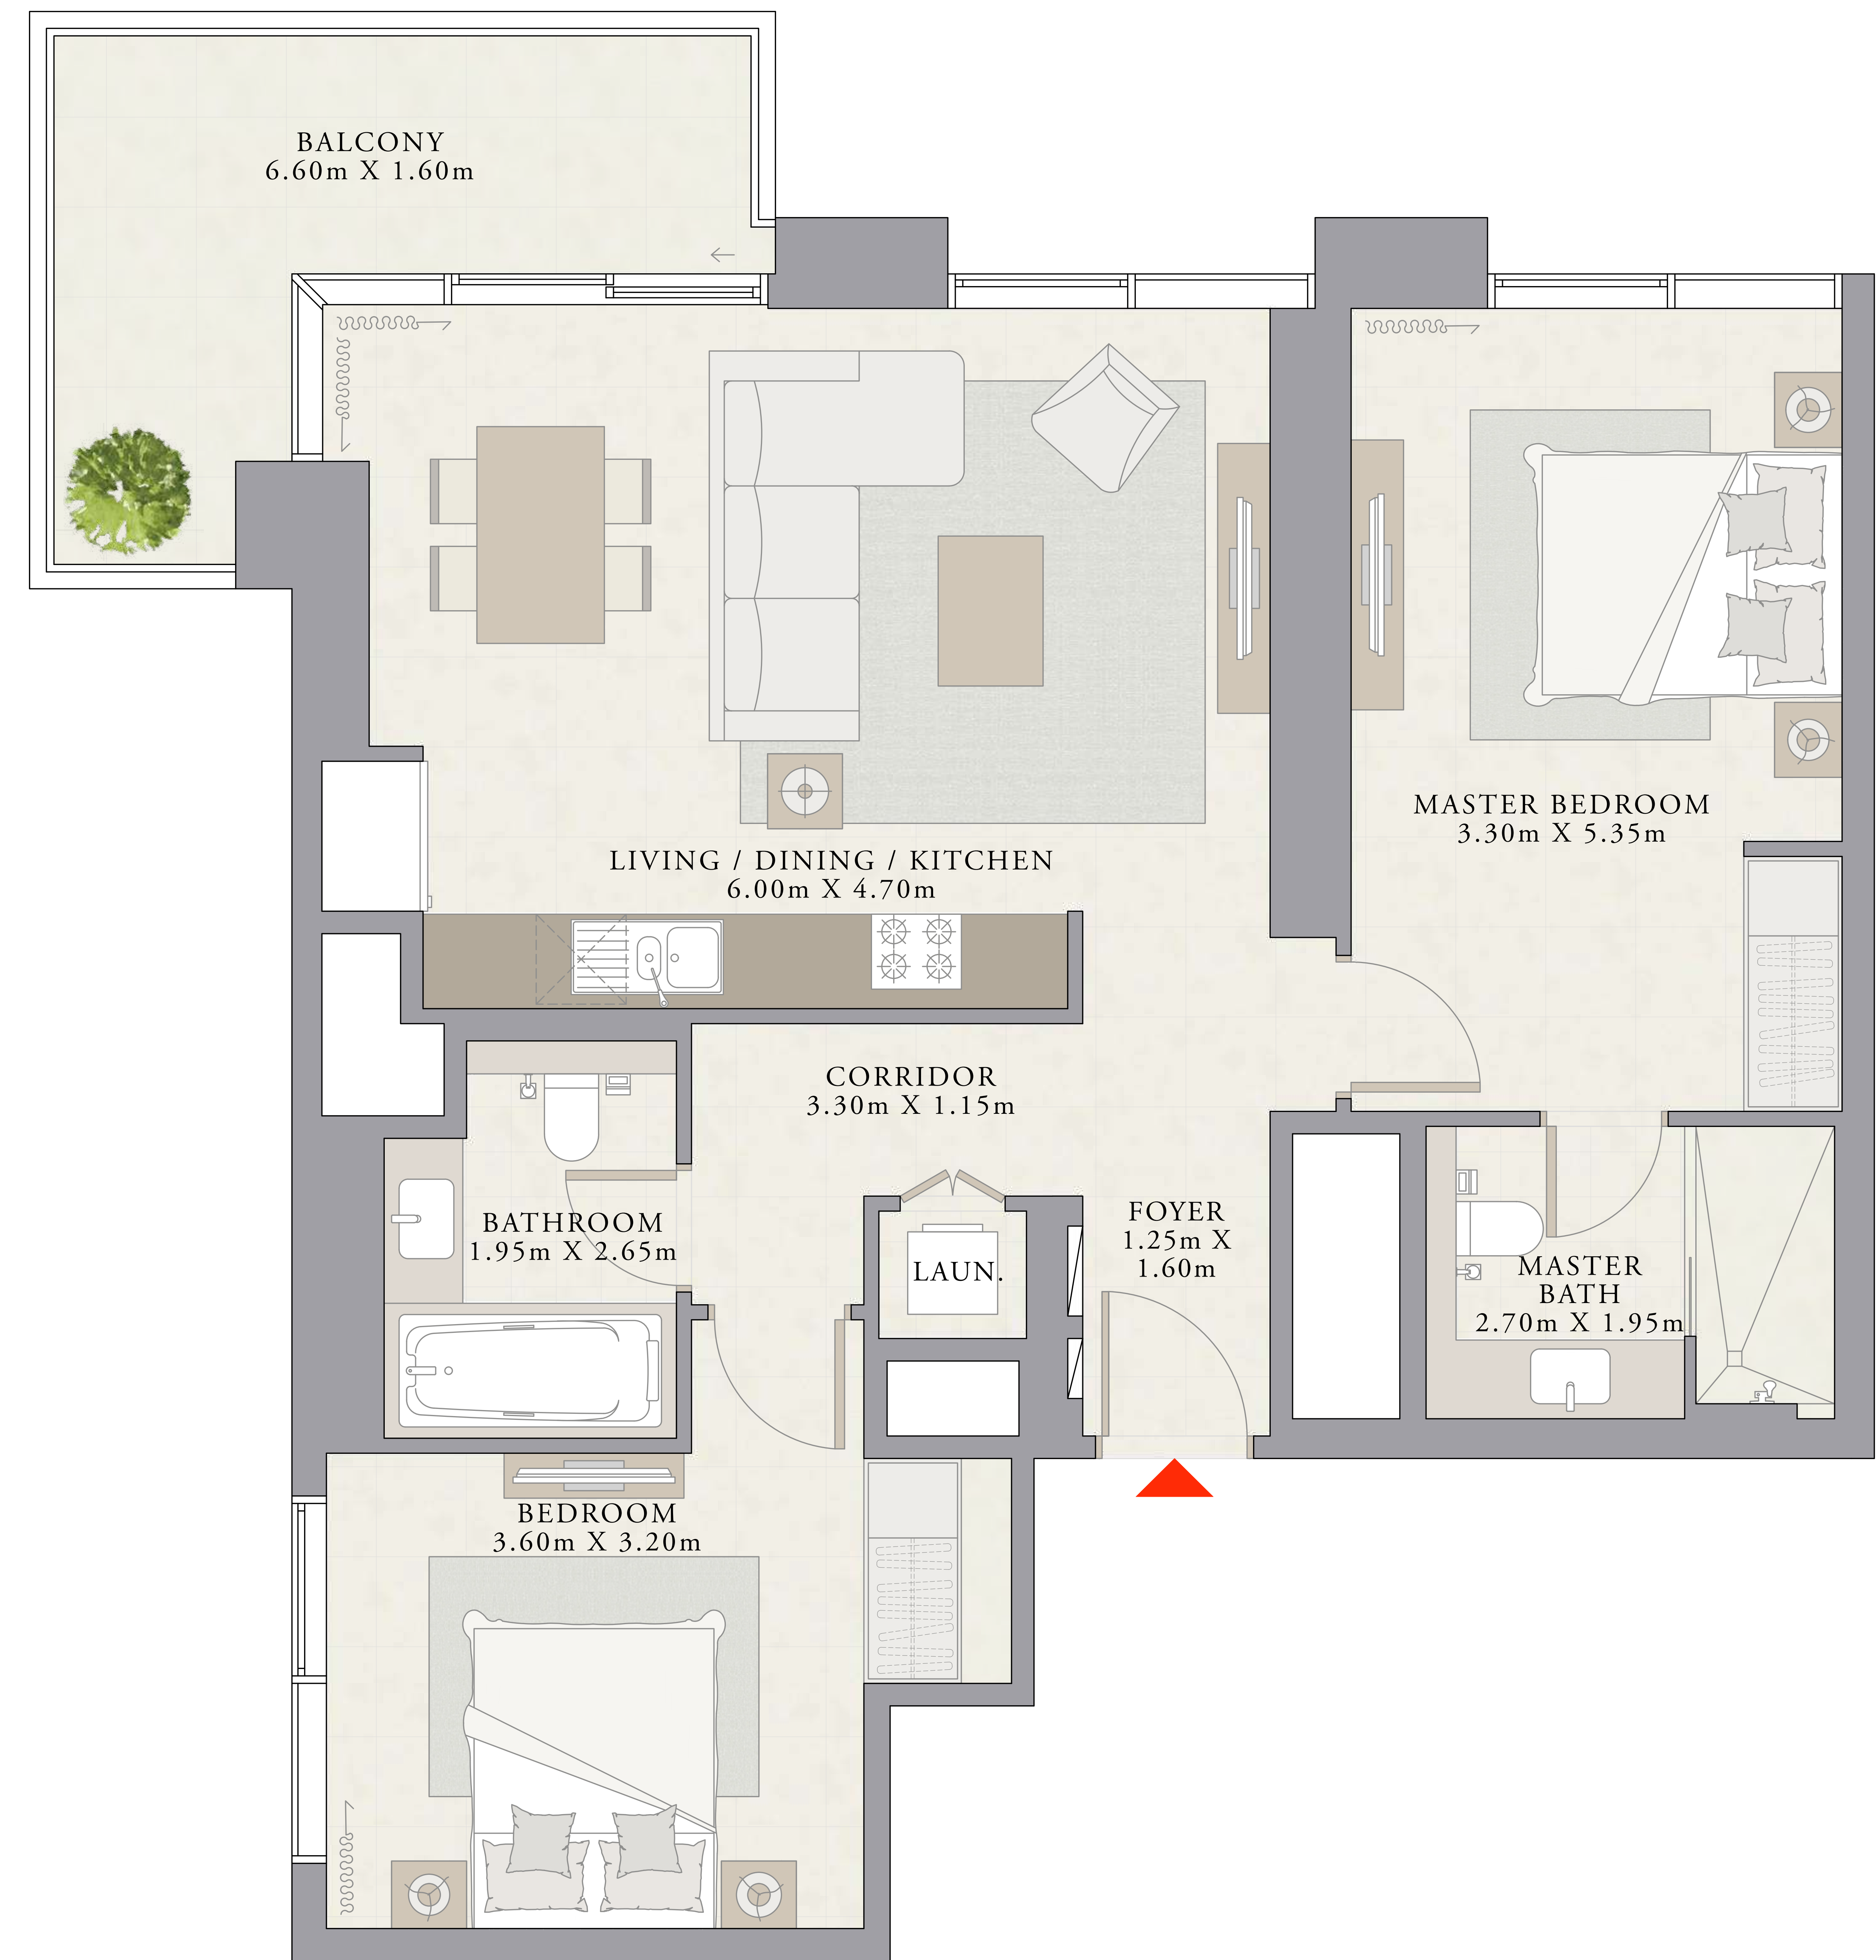 BALCONY
6.60m X 1.60m
MASTER BEDROOM
3.30m X 5.35m
LIVING / DINING / KITCHEN
6.00m X 4.70m
CORRIDOR
3.30m X 1.15m
BATHROOM
1.95m X 2.65m
LAUN.
FOYER
1.25m X
1.60m
MASTER
BATH
2.70m X 1.95m
BEDROOM
3.60m X 3.20m